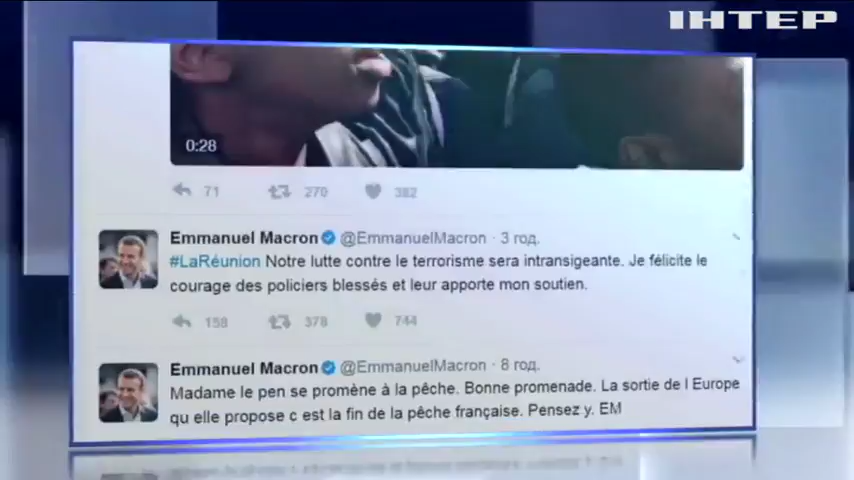 ІНТЕР
0:28
71 270 382
Emmanuel Macron @EmmanuelMacron · 3 год.
#LaRéunion Notre lutte contre le terrorisme sera intransigeante. Je félicite le
courage des policiers blessés et leur apporte mon soutien.
158 378 744
Emmanuel Macron @EmmanuelMacron · 8 год.
Madame le pen se promène à la pêche. Bonne promenade. La sortie de l Europe
qu elle propose c est la fin de la pêche française. Pensez y. EM